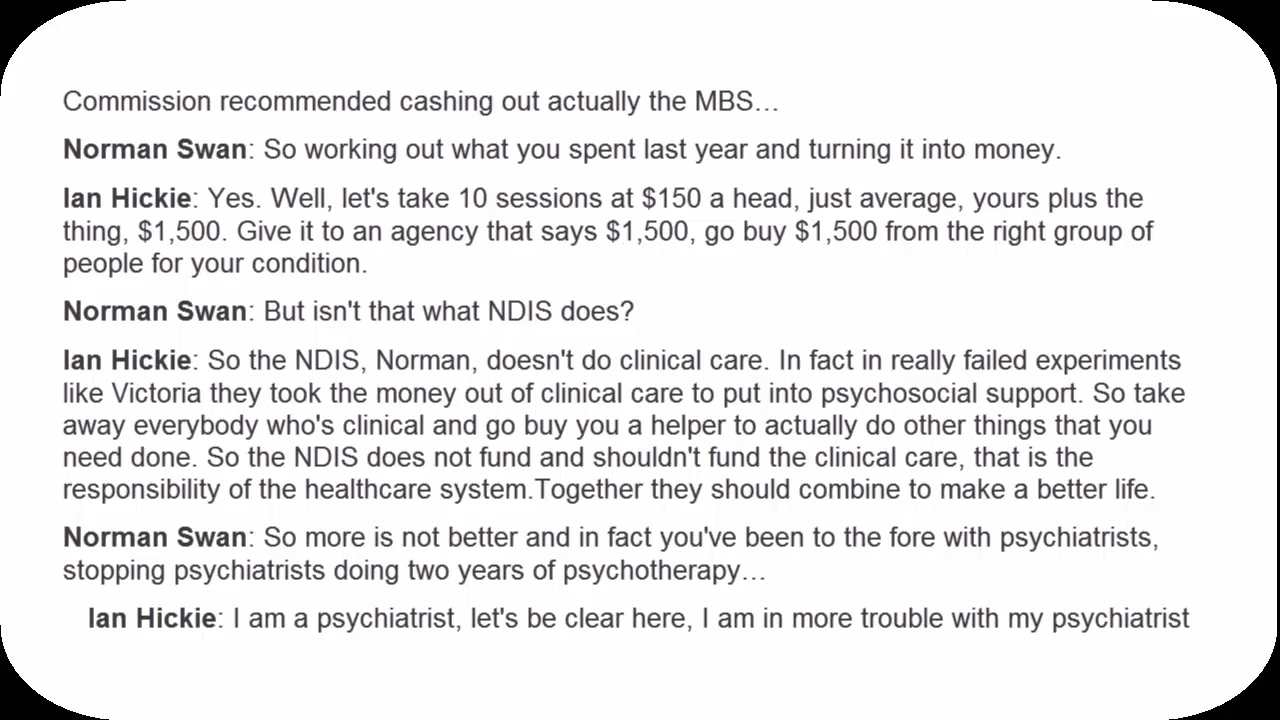 Commission recommended cashing out actually the MBS…
Norman Swan: So working out what you spent last year and turning it into money.
Ian Hickie: Yes. Well, let's take 10 sessions at $150 a head, just average, yours plus the
thing, $1,500. Give it to an agency that says $1,500, go buy $1,500 from the right group of
people for your condition.
Norman Swan: But isn't that what NDIS does?
Ian Hickie: So the NDIS, Norman, doesn't do clinical care. In fact in really failed experiments
like Victoria they took the money out of clinical care to put into psychosocial support. So take
away everybody who's clinical and go buy you a helper to actually do other things that you
need done. So the NDIS does not fund and shouldn't fund the clinical care, that is the
responsibility of the healthcare system.Together they should combine to make a better life.
Norman Swan: So more is not better and in fact you've been to the fore with psychiatrists,
stopping psychiatrists doing two years of psychotherapy…
Ian Hickie: I am a psychiatrist, let's be clear here, I am in more trouble with my psychiatrist